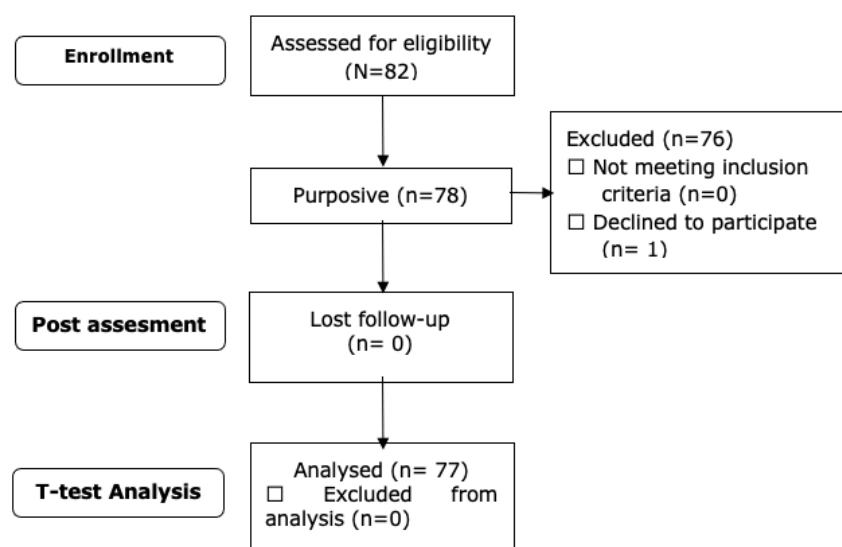 Enrollment
Assessed for eligibility
(N=82)
Excluded (n=76)
☐ Not meeting inclusion
criteria (n=0)
☐ Declined to participate
(n= 1)
Purposive (n=78)
Post assesment
Lost follow-up
(n= 0)
T-test Analysis
Analysed (n= 77)
☐ Excluded from
analysis (n=0)